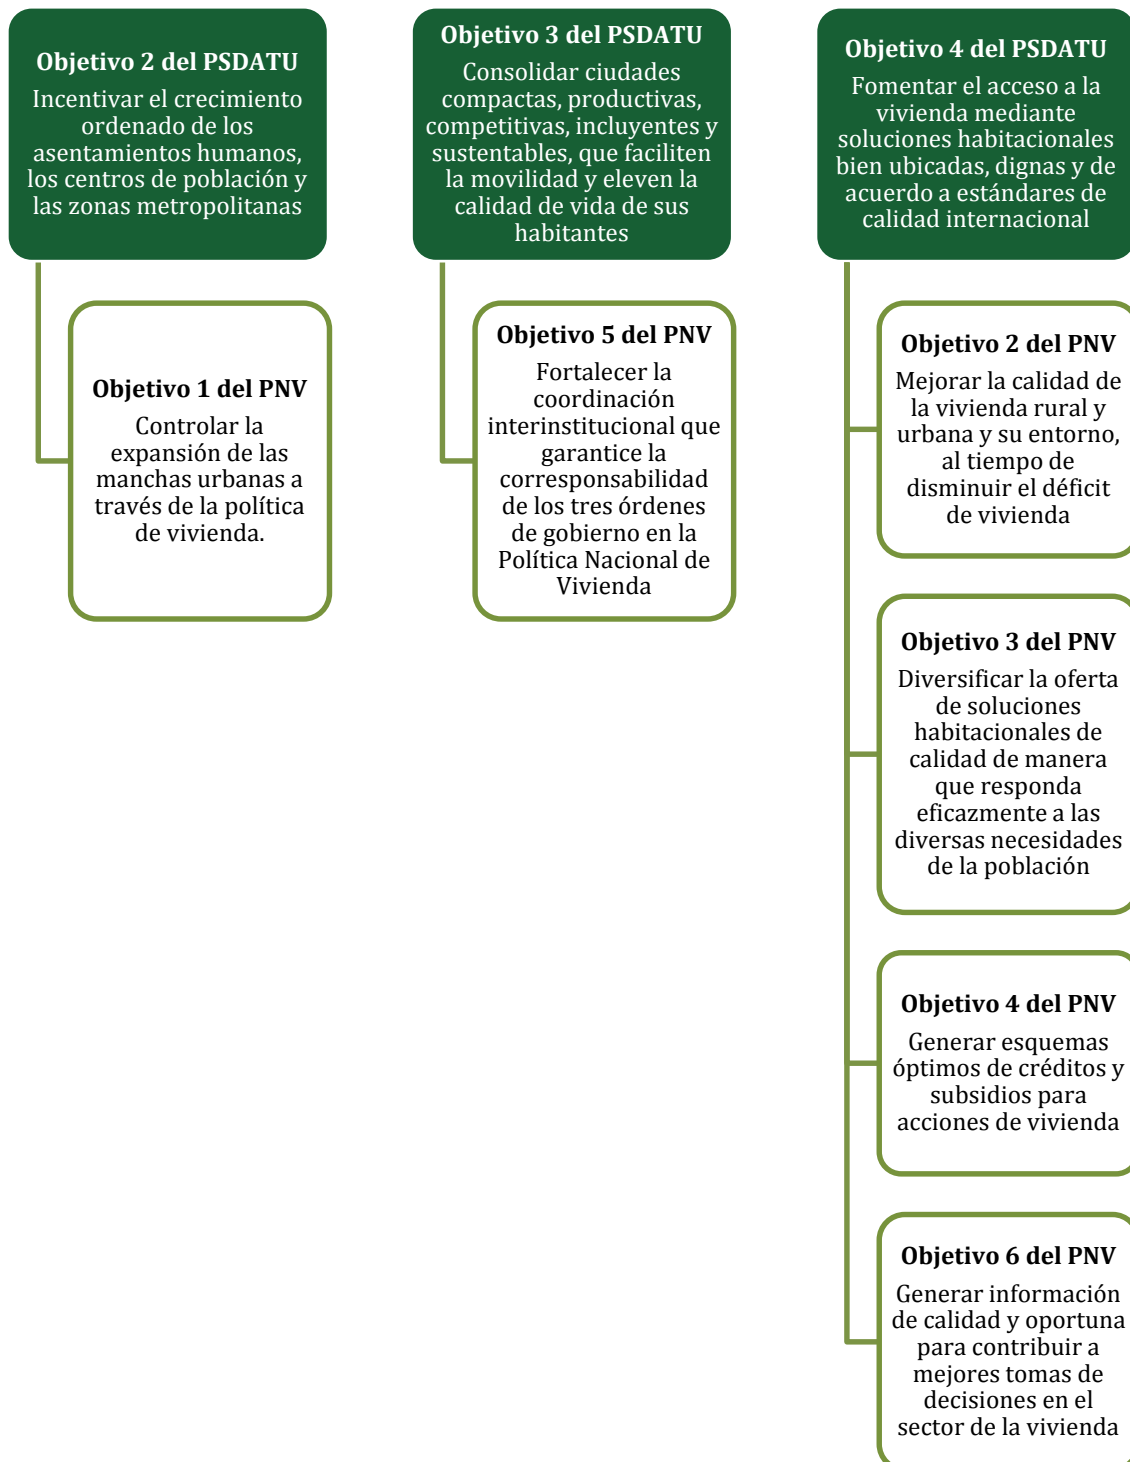 Objetivo 2 del PSDATU
Incentivar el crecimiento
ordenado de los
asentamientos humanos,
los centros de población y
las zonas metropolitanas
Objetivo 1 del PNV
Controlar la
expansión de las
manchas urbanas a
través de la política
de vivienda.
Objetivo 3 del PSDATU
Consolidar ciudades
compactas, productivas,
competitivas, incluyentes y
sustentables, que faciliten
la movilidad y eleven la
calidad de vida de sus
habitantes
Objetivo 5 del PNV
Fortalecer la
coordinación
interinstitucional que
garantice la
corresponsabilidad
de los tres órdenes
de gobierno en la
Política Nacional de
Vivienda
Objetivo 4 del PSDATU
Fomentar el acceso a la
vivienda mediante
soluciones habitacionales
bien ubicadas, dignas y de
acuerdo a estándares de
calidad internacional
Objetivo 2 del PNV
Mejorar la calidad de
la vivienda rural y
urbana y su entorno,
al tiempo de
disminuir el déficit
de vivienda
Objetivo 3 del PNV
Diversificar la oferta
de soluciones
habitacionales de
calidad de manera
que responda
eficazmente a las
diversas necesidades
de la población
Objetivo 4 del PNV
Generar esquemas
óptimos de créditos y
subsidios para
acciones de vivienda
Objetivo 6 del PNV
Generar información
de calidad y oportuna
para contribuir a
mejores tomas de
decisiones en el
sector de la vivienda